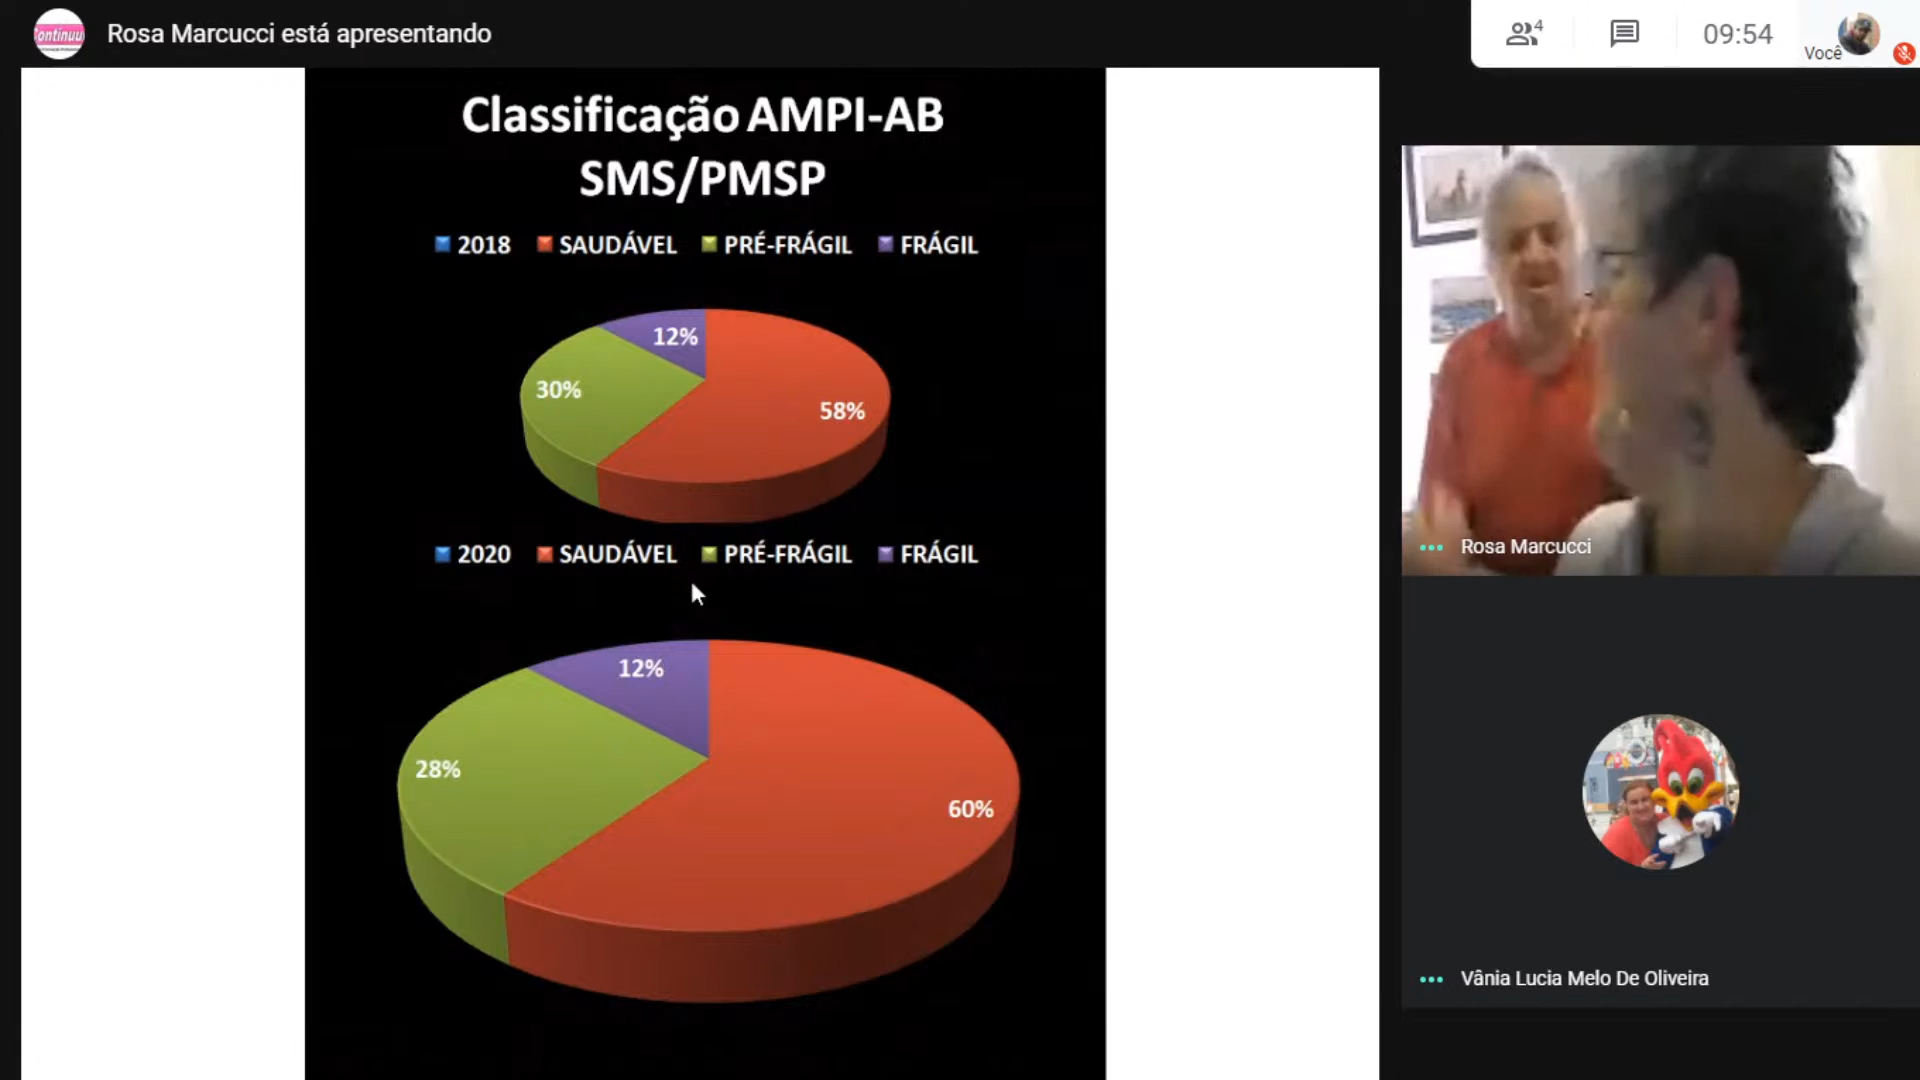 Rosa Marcucci está apresentando
4
09:54
Você
Classificação AMPI-AB
SMS/PMSP
2018 SAUDÁVEL PRÉ-FRÁGIL FRÁGIL
12%
30%
58%
2020 SAUDÁVEL PRÉ-FRÁGIL FRÁGIL
12%
28%
60%
Rosa Marcucci
Vânia Lucia Melo De Oliveira